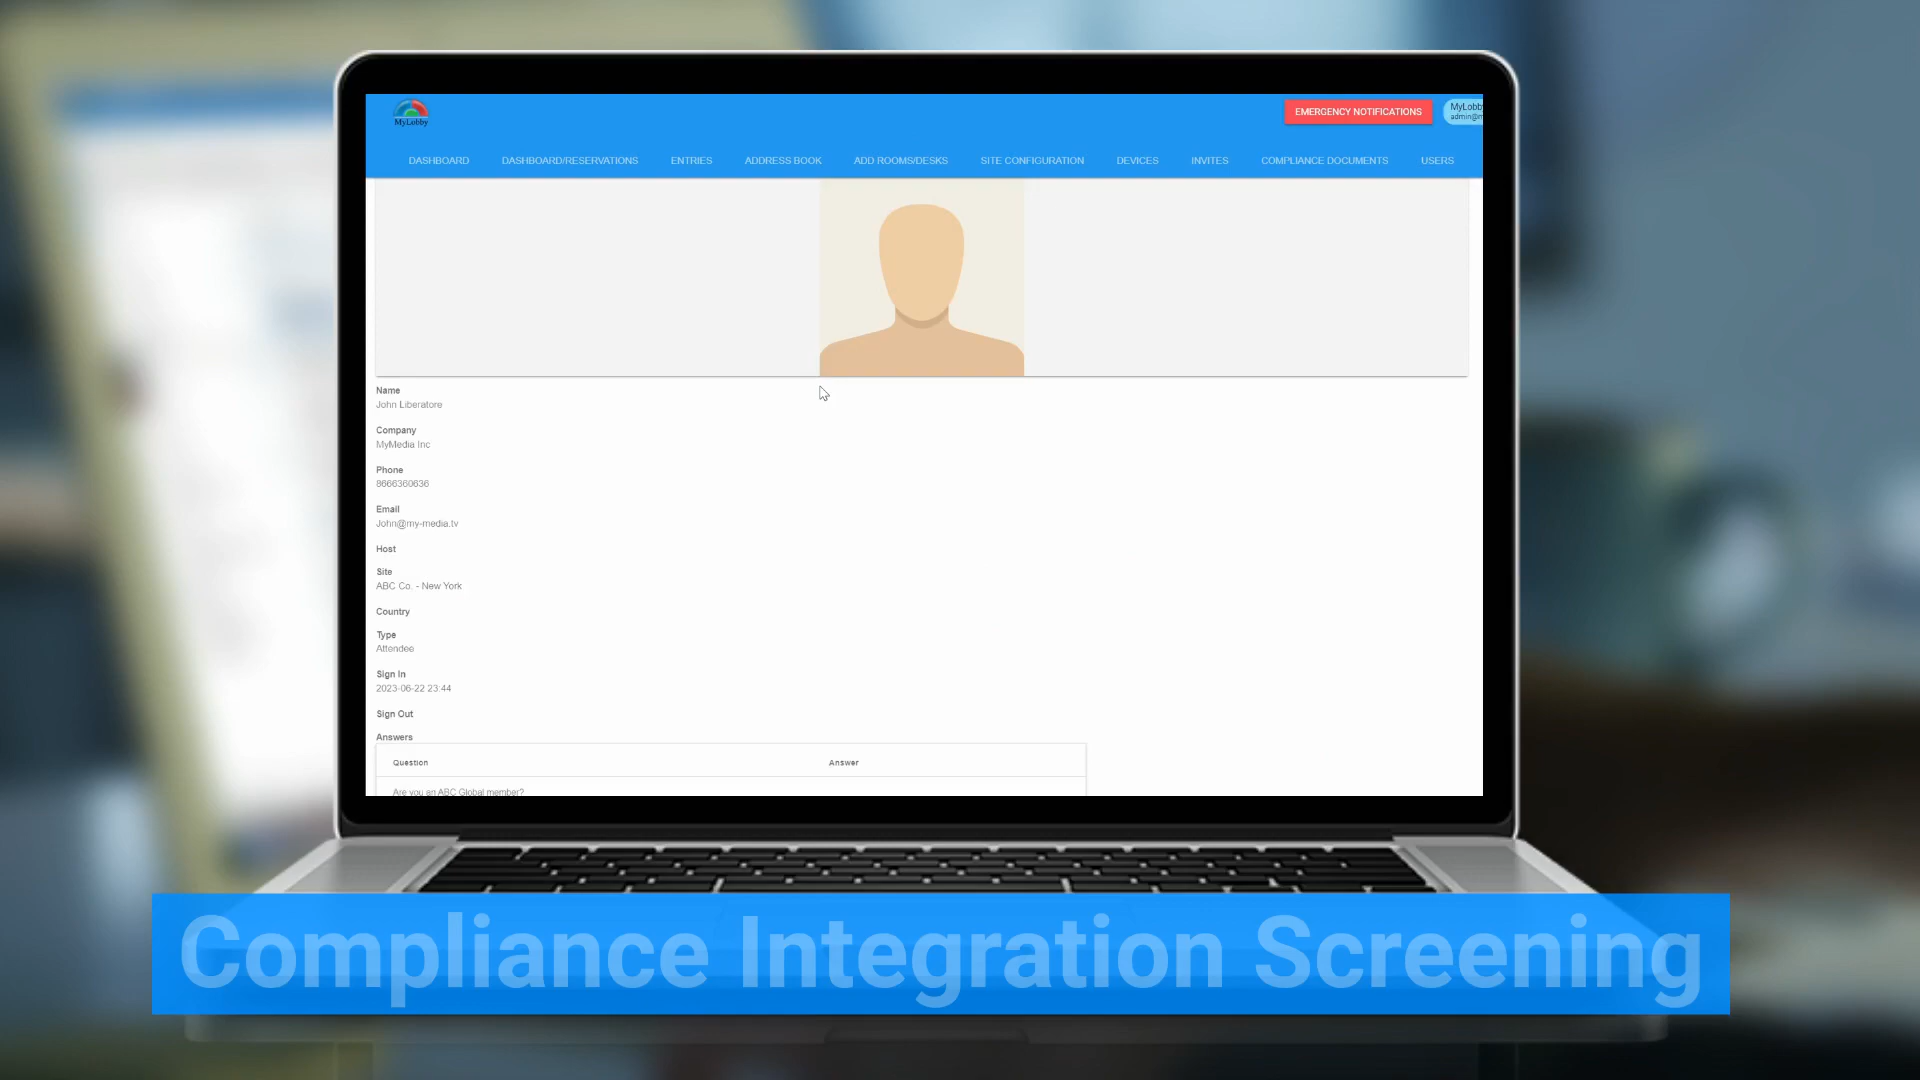 MyLobby
EMERGENCY NOTIFICATIONS
DASHBOARD
DASHBOARD/RESERVATIONS
ENTRIES
ADDRESS BOOK
ADD ROOMS/DESKS
SITE CONFIGURATION
DEVICES
INVITES
COMPLIANCE DOCUMENTS
USERS
Name
John Liberatore
Company
MyMedia Inc
Phone
8666360636
Email
John@my-media.tv
Host
Site
ABC Co. - New York
Country
Type
Attendee
Sign In
2023-06-22 23:44
Sign Out
Answers
Question Answer
Are you an ABC Global member?
Compliance Integration Screening